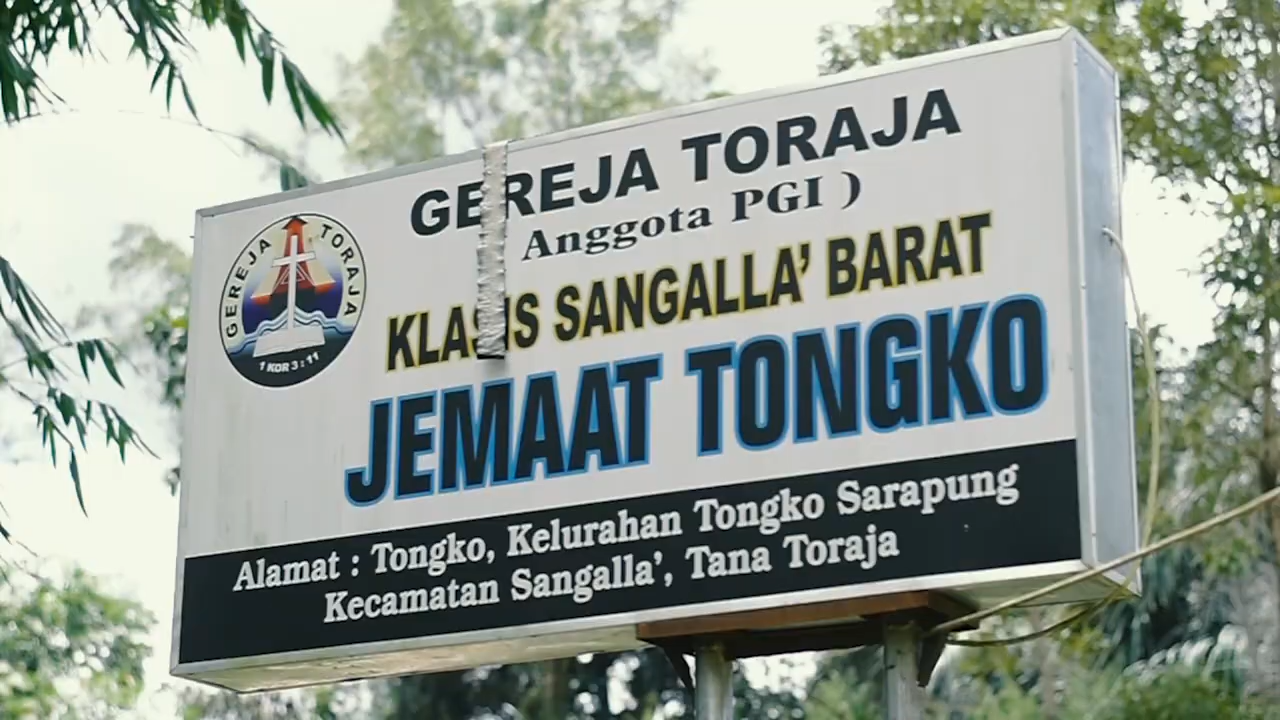 GEREJA TORAJA
Anggota PGI )
KLASIS SANGALLA' BARAT
JEMAAT TONGKO
GEREJA TORAJA
1 KOR 3 : 11
Alamat : Tongko, Kelurahan Tongko Sarapung
Kecamatan Sangalla', Tana Toraja